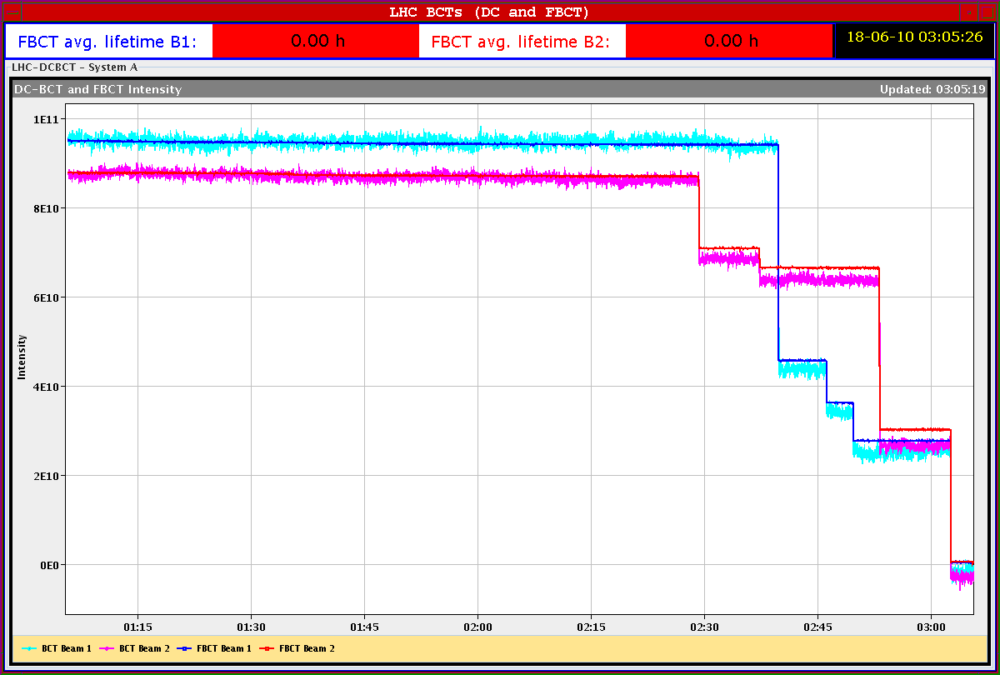 LHC BCTs (DC and FBCT)
FBCT avg. lifetime B1: 0.00 h FBCT avg. lifetime B2: 0.00 h 18-06-10 03:05:26
LHC-DCBCT - System A
DC-BCT and FBCT Intensity Updated: 03:05:19
1E11
8E10
6E10
Intensity
4E10
2E10
0E0
01:15 01:30 01:45 02:00 02:15 02:30 02:45 03:00
BCT Beam 1 BCT Beam 2 FBCT Beam 1 FBCT Beam 2